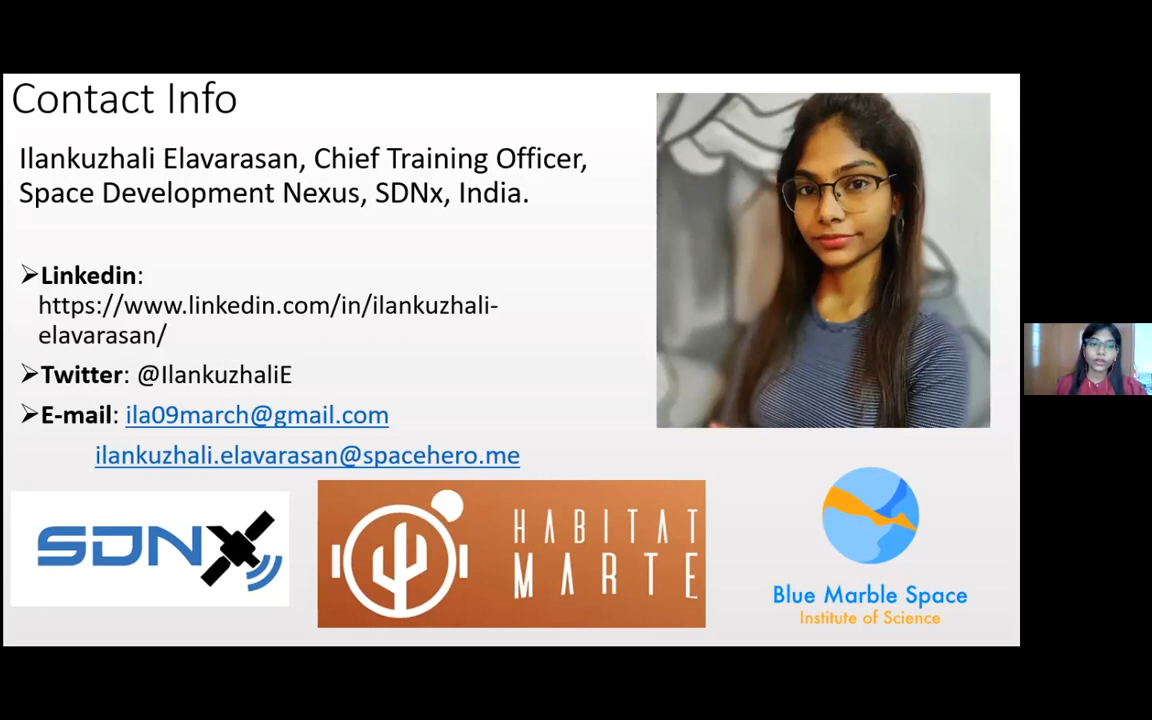 Contact Info
Ilankuzhali Elavarasan, Chief Training Officer,
Space Development Nexus, SDNx, India.
➢Linkedin:
https://www.linkedin.com/in/ilankuzhali-
elavarasan/
➢Twitter: @IlankuzhaliE
➢E-mail: ila09march@gmail.com
ilankuzhali.elavarasan@spacehero.me
SDNX
HABITAT
MARTE
Blue Marble Space
Institute of Science